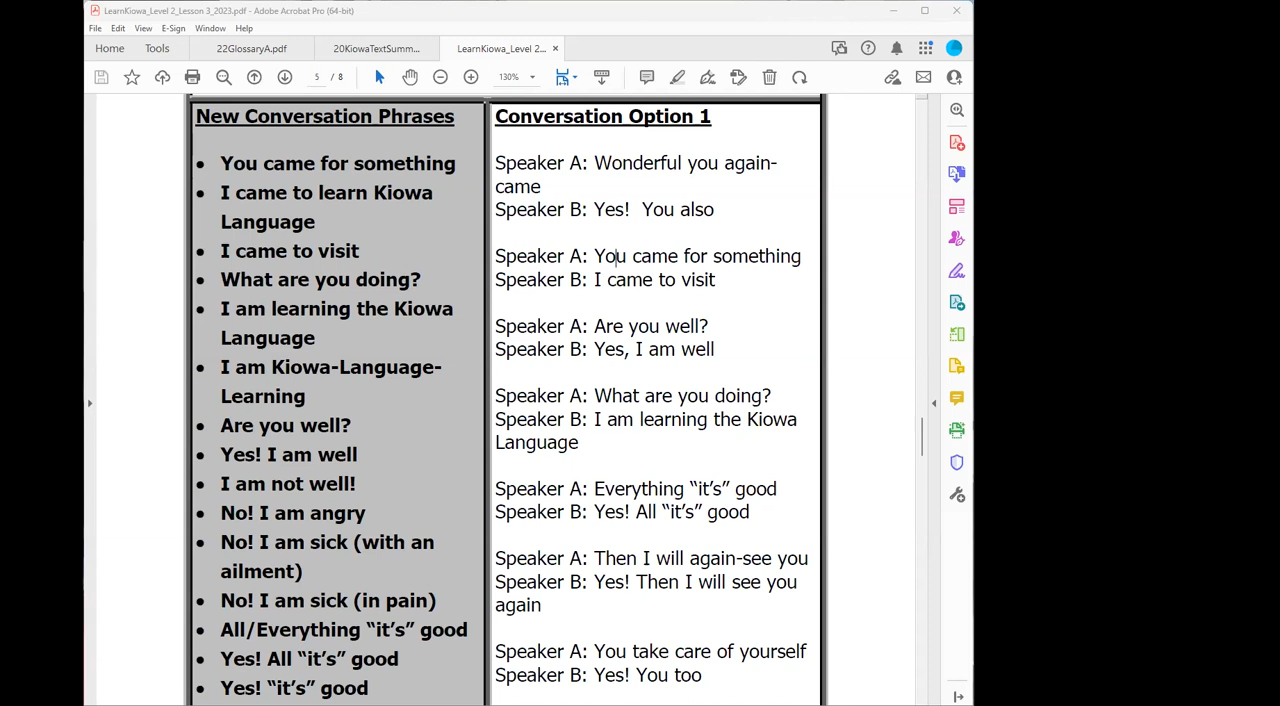 LearnKiowa_Level 2_Lesson 3_2023.pdf - Adobe Acrobat Pro (64-bit)
File Edit View E-Sign Window Help
Home Tools 22GlossaryA.pdf 20KiowaTextSumm... LearnKiowa_Level 2... ×
5 / 8 130%
New Conversation Phrases
• You came for something
• I came to learn Kiowa
Language
• I came to visit
• What are you doing?
• I am learning the Kiowa
Language
• I am Kiowa-Language-
Learning
• Are you well?
• Yes! I am well
• I am not well!
• No! I am angry
• No! I am sick (with an
ailment)
• No! I am sick (in pain)
• All/Everything “it’s” good
• Yes! All “it’s” good
• Yes! “it’s” good
Conversation Option 1
Speaker A: Wonderful you again-
came
Speaker B: Yes!  You also
Speaker A: You came for something
Speaker B: I came to visit
Speaker A: Are you well?
Speaker B: Yes, I am well
Speaker A: What are you doing?
Speaker B: I am learning the Kiowa
Language
Speaker A: Everything “it’s” good
Speaker B: Yes! All “it’s” good
Speaker A: Then I will again-see you
Speaker B: Yes! Then I will see you
again
Speaker A: You take care of yourself
Speaker B: Yes! You too